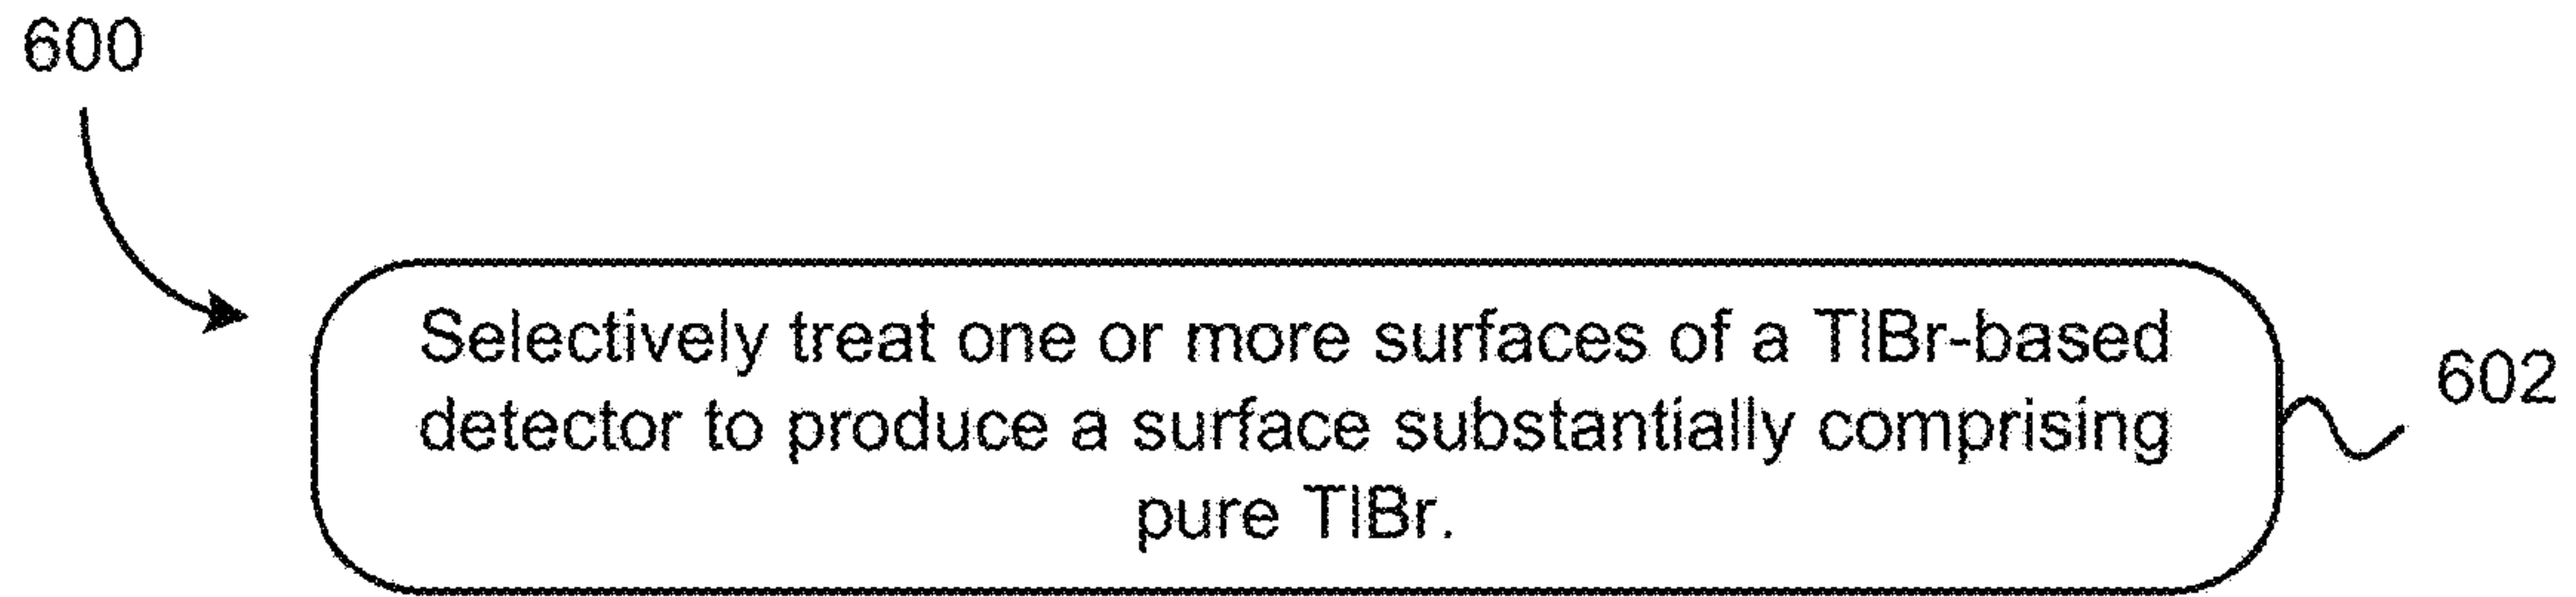 600
Selectively treat one or more surfaces of a TlBr-based
detector to produce a surface substantially comprising
pure TlBr.
602